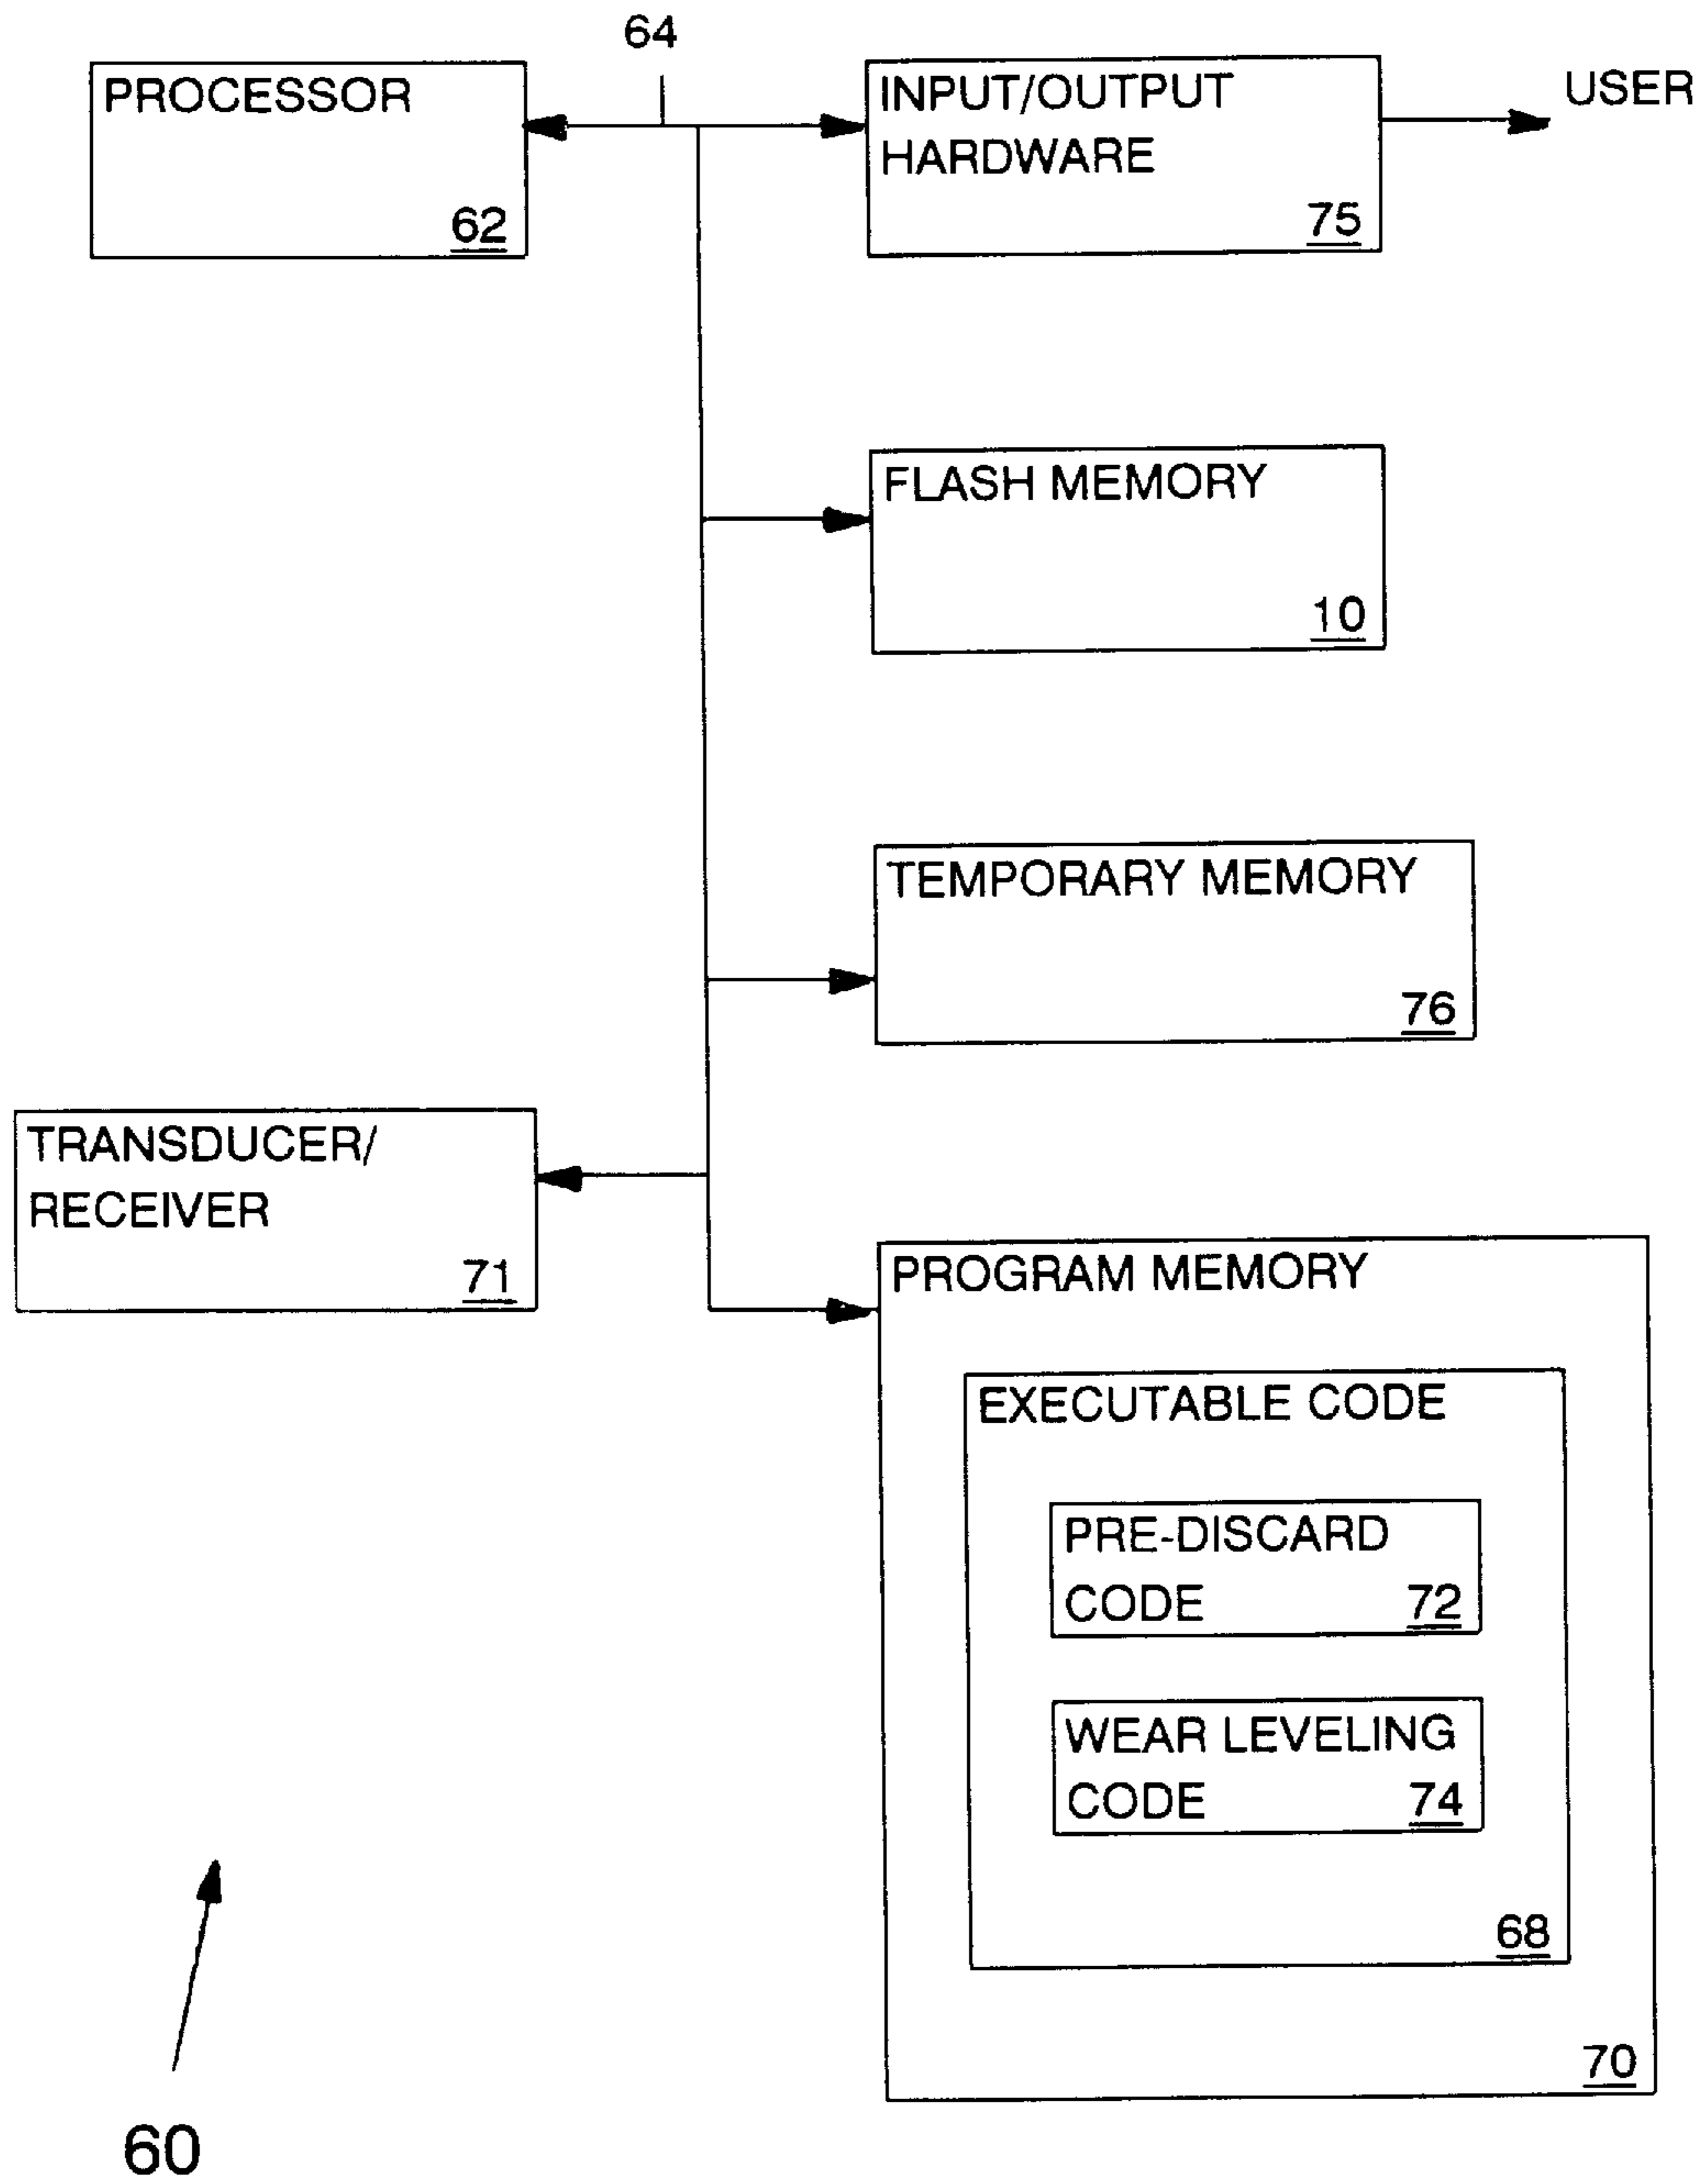 64
PROCESSOR
62
INPUT/OUTPUT
HARDWARE
75
USER
FLASH MEMORY
10
TEMPORARY MEMORY
76
TRANSDUCER/
RECEIVER
71
PROGRAM MEMORY
EXECUTABLE CODE
PRE-DISCARD
CODE 72
WEAR LEVELING
CODE 74
68
70
60